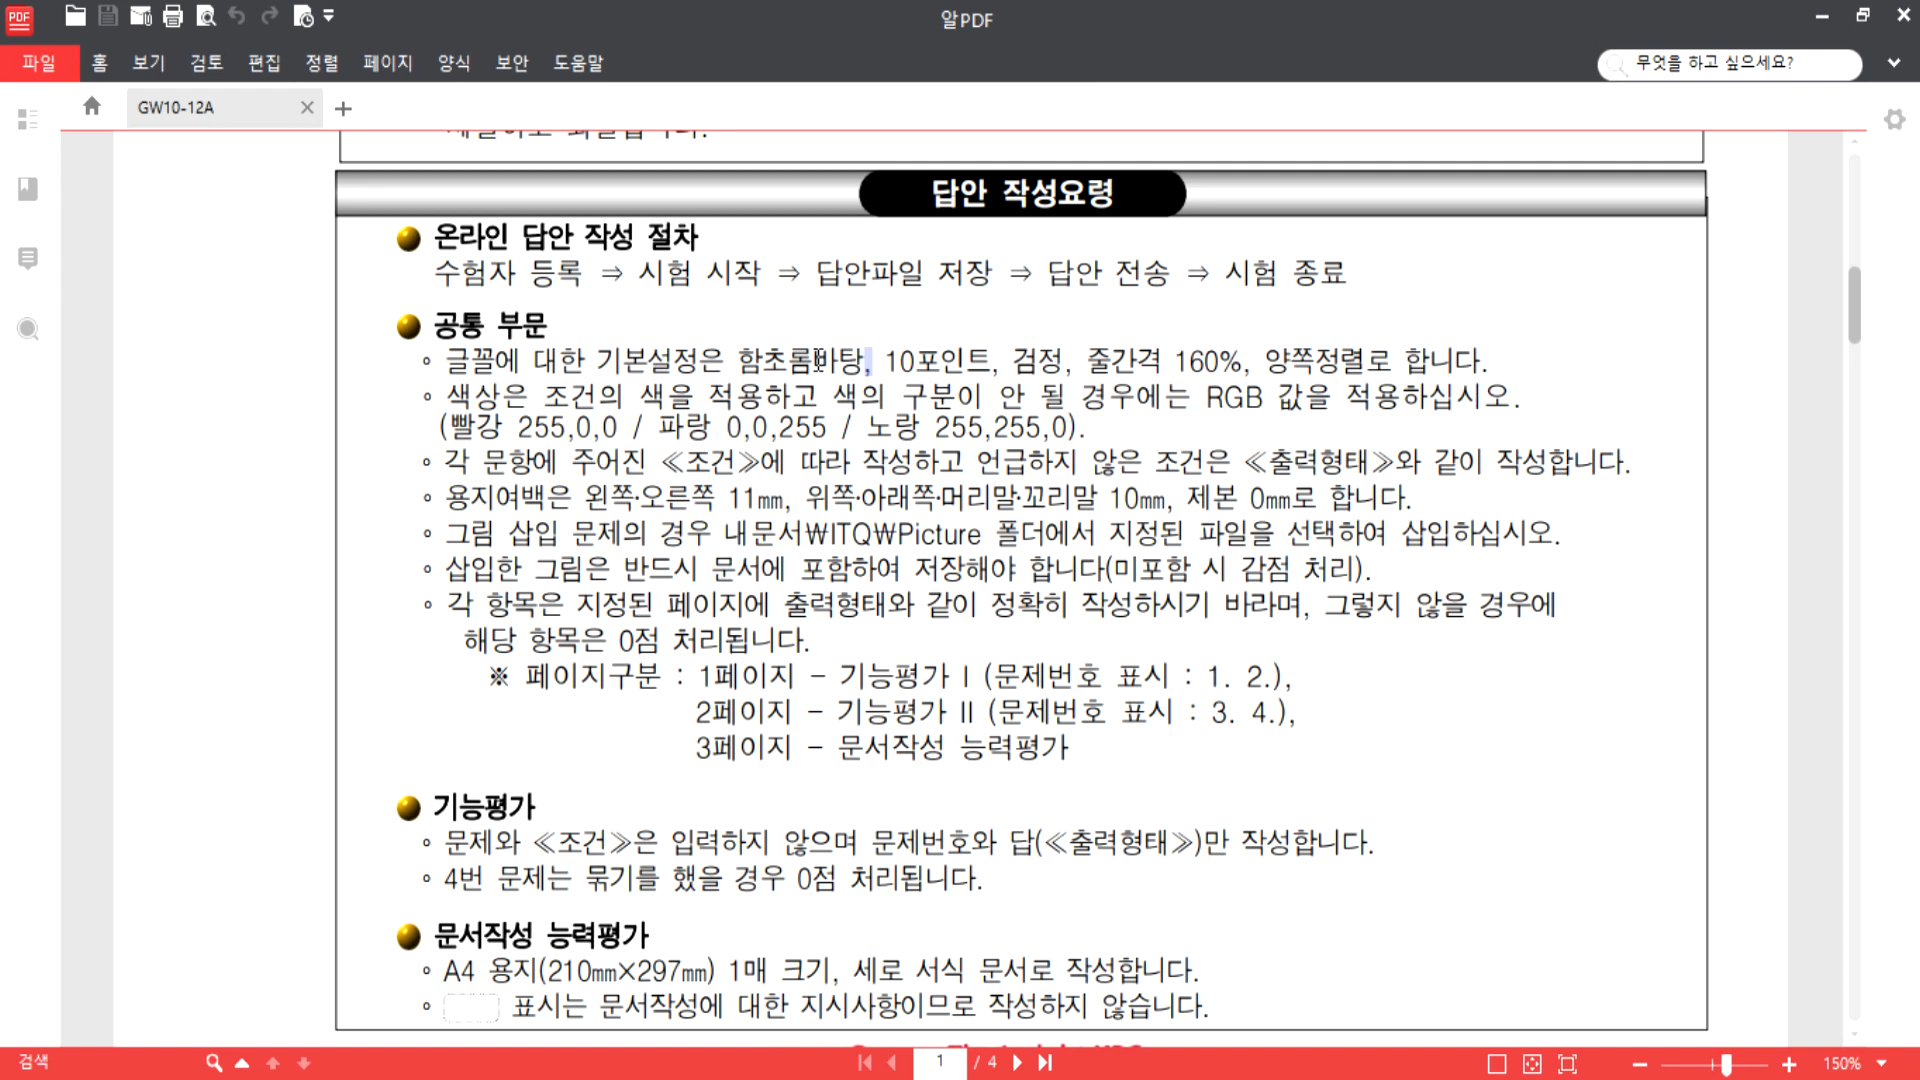 PDF
알PDF
파일 홈 보기 검토 편집 정렬 페이지 양식 보안 도움말
무엇을 하고 싶으세요?
GW10-12A
답안 작성요령
온라인 답안 작성 절차
수험자 등록 ⇒ 시험 시작 ⇒ 답안파일 저장 ⇒ 답안 전송 ⇒ 시험 종료
공통 부문
◦ 글꼴에 대한 기본설정은 함초롬바탕, 10포인트, 검정, 줄간격 160%, 양쪽정렬로 합니다.
◦ 색상은 조건의 색을 적용하고 색의 구분이 안 될 경우에는 RGB 값을 적용하십시오.
(빨강 255,0,0 / 파랑 0,0,255 / 노랑 255,255,0).
◦ 각 문항에 주어진 ≪조건≫에 따라 작성하고 언급하지 않은 조건은 ≪출력형태≫와 같이 작성합니다.
◦ 용지여백은 왼쪽·오른쪽 11㎜, 위쪽·아래쪽·머리말·꼬리말 10㎜, 제본 0㎜로 합니다.
◦ 그림 삽입 문제의 경우 내문서₩ITQ₩Picture 폴더에서 지정된 파일을 선택하여 삽입하십시오.
◦ 삽입한 그림은 반드시 문서에 포함하여 저장해야 합니다(미포함 시 감점 처리).
◦ 각 항목은 지정된 페이지에 출력형태와 같이 정확히 작성하시기 바라며, 그렇지 않을 경우에
해당 항목은 0점 처리됩니다.
※ 페이지구분 : 1페이지 – 기능평가 Ⅰ (문제번호 표시 : 1. 2.),
2페이지 – 기능평가 Ⅱ (문제번호 표시 : 3. 4.),
3페이지 – 문서작성 능력평가
기능평가
◦ 문제와 ≪조건≫은 입력하지 않으며 문제번호와 답(≪출력형태≫)만 작성합니다.
◦ 4번 문제는 묶기를 했을 경우 0점 처리됩니다.
문서작성 능력평가
◦ A4 용지(210㎜×297㎜) 1매 크기, 세로 서식 문서로 작성합니다.
◦ 표시는 문서작성에 대한 지시사항이므로 작성하지 않습니다.
검색
1 / 4
150%